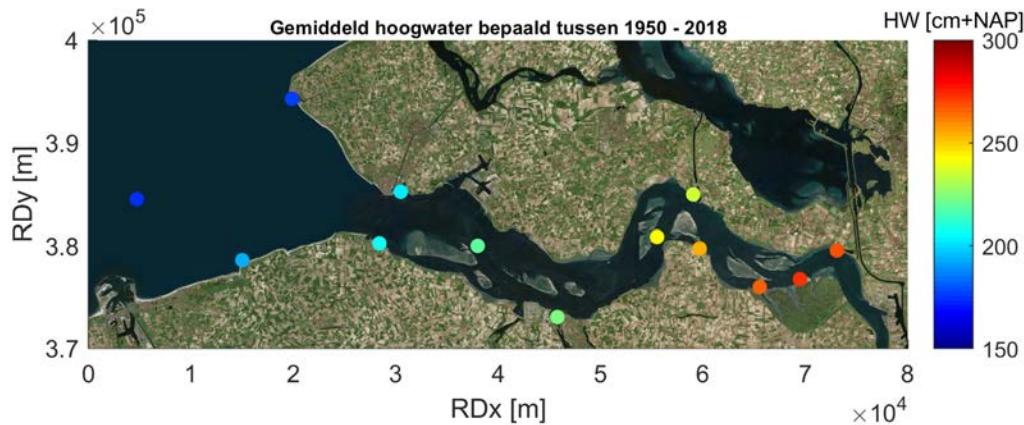 Gemiddeld hoogwater bepaald tussen 1950 - 2018
HW [cm+NAP]
×10⁵
4
3.9
3.8
3.7
RDy [m]
0 1 2 3 4 5 6 7 8
RDx [m]
×10⁴
300
250
200
150